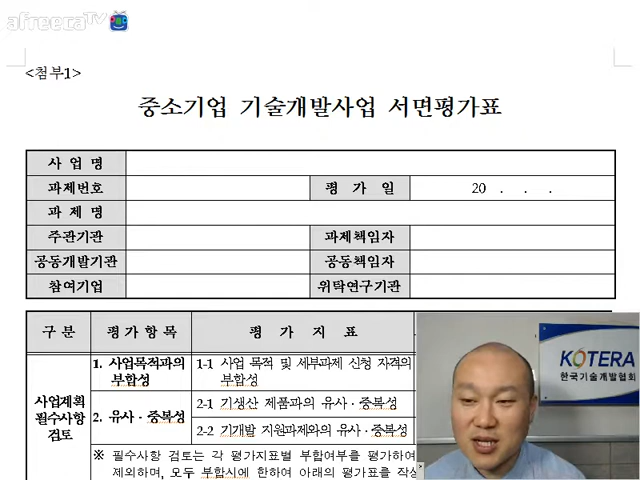 afreecaTV
<첨부1>
중소기업 기술개발사업 서면평가표
사 업 명
과제번호 평 가 일 20 . . .
과 제 명
주관기관 과제책임자
공동개발기관 공동책임자
참여기업 위탁연구기관
구 분 평 가 항 목 평 가 지 표
사업계획
필수사항
검토
1. 사업목적과의
부합성
1-1 사업 목적 및 세부과제 신청 자격의
부합성
2. 유사·중복성
2-1 기생산 제품과의 유사·중복성
2-2 기개발 지원과제와의 유사·중복성
※ 필수사항 검토는 각 평가지표별 부합여부를 평가하여
제외하며, 모두 부합시에 한하여 아래의 평가표를 작성
KOTERA
한국기술개발협회